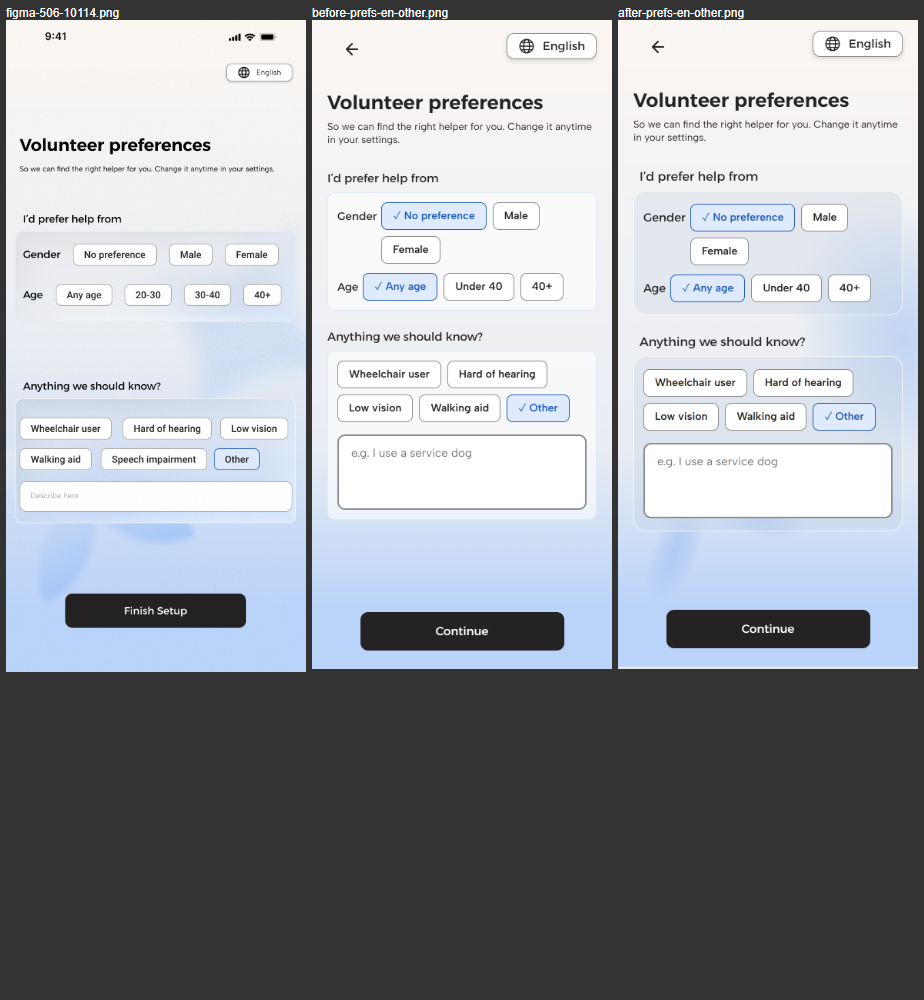 figma-506-10114.png
9:41
English
Volunteer preferences
So we can find the right helper for you. Change it anytime in your settings.
I'd prefer help from
Gender No preference Male Female
Age Any age 20-30 30-40 40+
Anything we should know?
Wheelchair user Hard of hearing Low vision
Walking aid Speech impairment Other
Describe here
Finish Setup
before-prefs-en-other.png
English
Volunteer preferences
So we can find the right helper for you. Change it anytime
in your settings.
I'd prefer help from
Gender ✓ No preference Male
Female
Age ✓ Any age Under 40 40+
Anything we should know?
Wheelchair user Hard of hearing
Low vision Walking aid ✓ Other
e.g. I use a service dog
Continue
after-prefs-en-other.png
English
Volunteer preferences
So we can find the right helper for you. Change it anytime
in your settings.
I'd prefer help from
Gender ✓ No preference Male
Female
Age ✓ Any age Under 40 40+
Anything we should know?
Wheelchair user Hard of hearing
Low vision Walking aid ✓ Other
e.g. I use a service dog
Continue